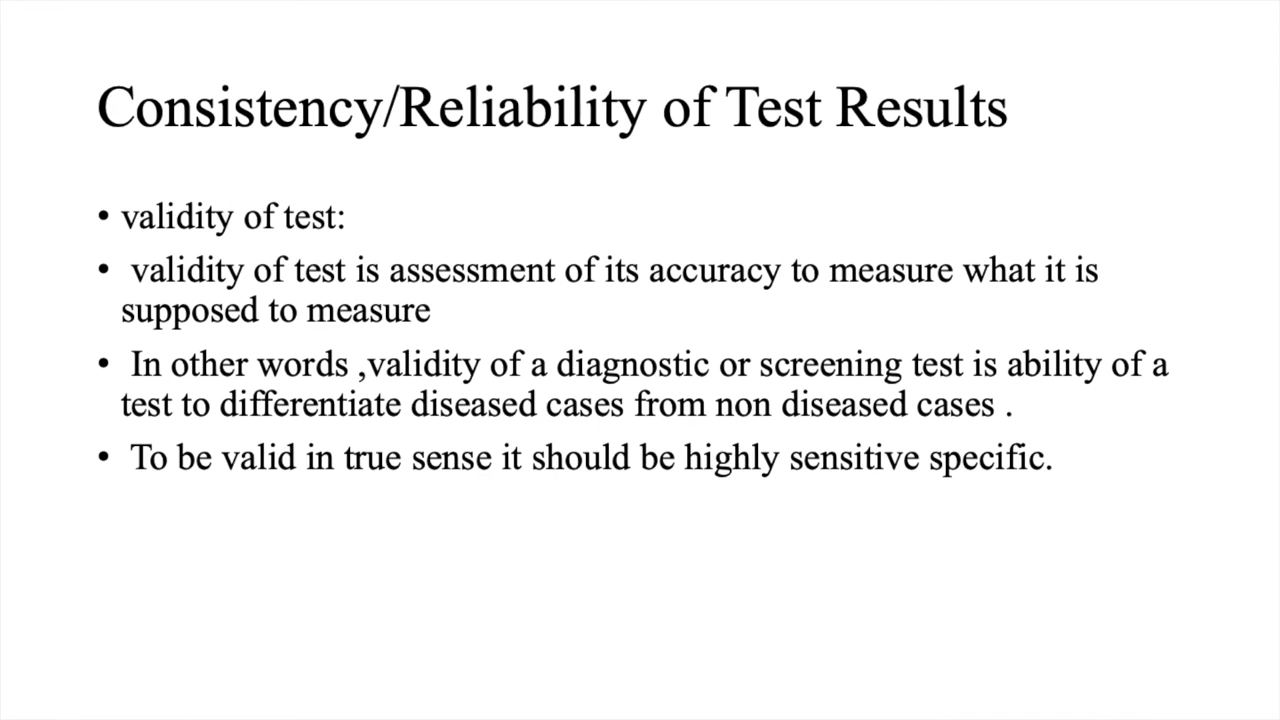 Consistency/Reliability of Test Results
• validity of test:
• validity of test is assessment of its accuracy to measure what it is
supposed to measure
• In other words ,validity of a diagnostic or screening test is ability of a
test to differentiate diseased cases from non diseased cases .
• To be valid in true sense it should be highly sensitive specific.